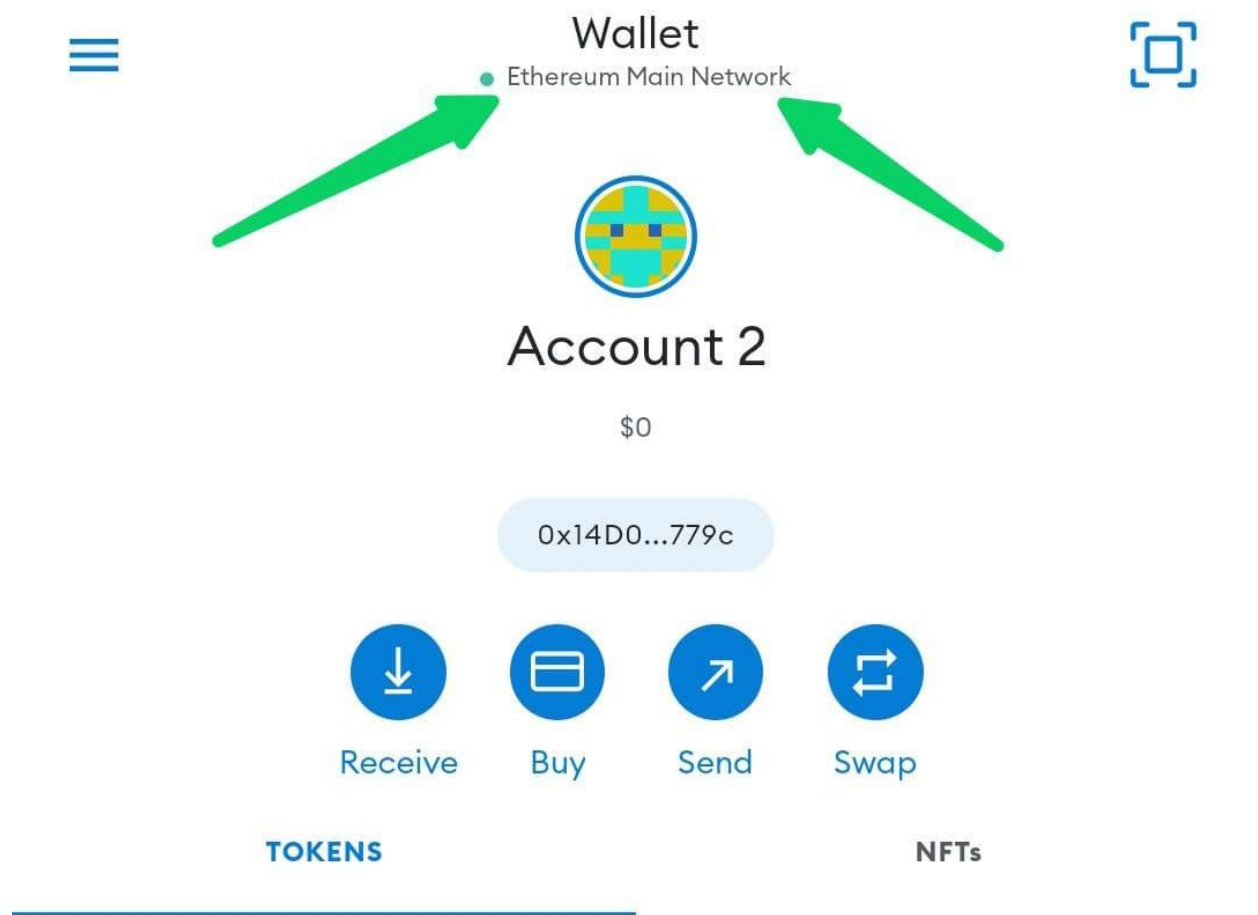 Wallet
Ethereum Main Network
Account 2
$0
0x14D0...779c
Receive Buy Send Swap
TOKENS NFTs